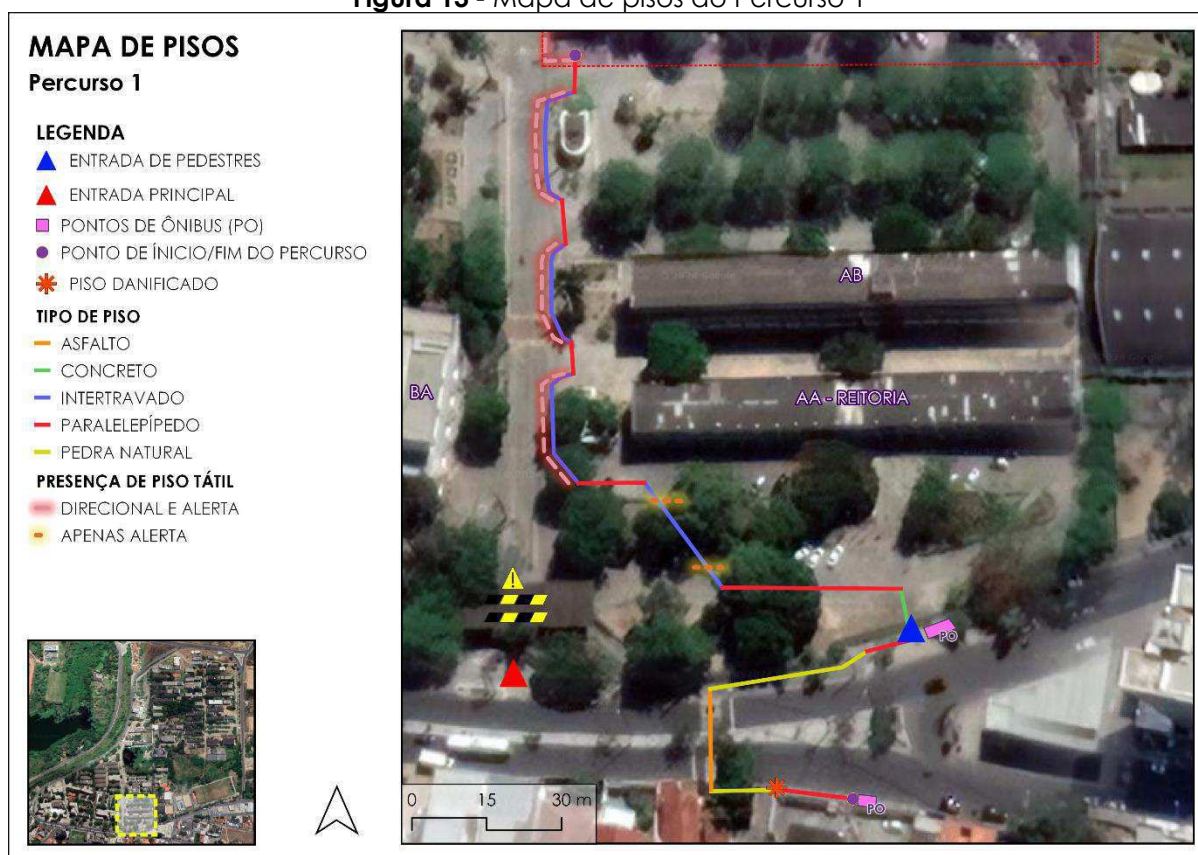 Figura 13 - Mapa de pisos do Percurso 1
MAPA DE PISOS
Percurso 1
LEGENDA
ENTRADA DE PEDESTRES
ENTRADA PRINCIPAL
PONTOS DE ÔNIBUS (PO)
PONTO DE ÍNICIO/FIM DO PERCURSO
PISO DANIFICADO
TIPO DE PISO
ASFALTO
CONCRETO
INTERTRAVADO
PARALELEPÍPEDO
PEDRA NATURAL
PRESENÇA DE PISO TÁTIL
DIRECIONAL E ALERTA
APENAS ALERTA
AB
BA
AA - REITORIA
PO
PO
0 15 30 m